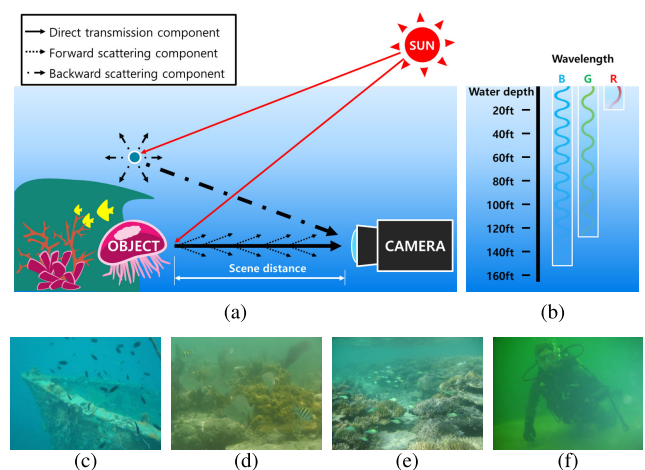 Direct transmission component
Forward scattering component
Backward scattering component
SUN
OBJECT
CAMERA
Scene distance
(a)
Wavelength
B G R
Water depth
20ft
40ft
60ft
80ft
100ft
120ft
140ft
160ft
(b)
(c) (d) (e) (f)